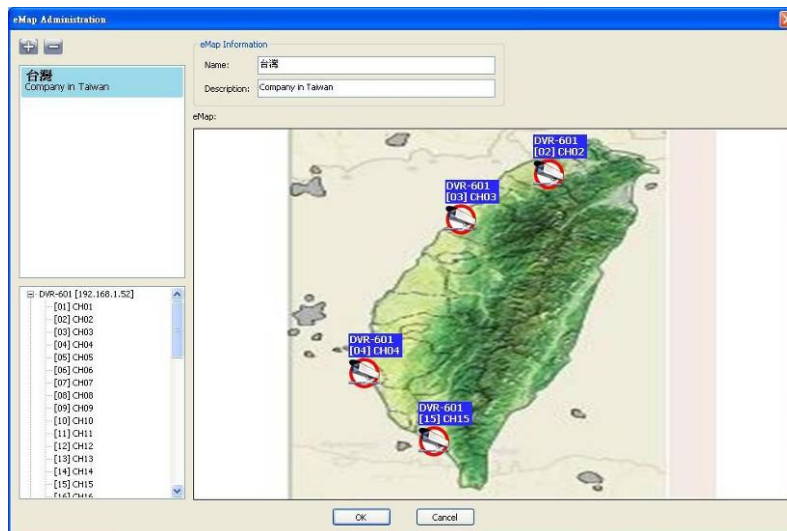 eMap Administration
台灣
Company in Taiwan
eMap Information
Name:
台灣
Description:
Company in Taiwan
eMap:
DVR-601
[02] CH02
DVR-601
[03] CH03
DVR-601
[04] CH04
DVR-601
[15] CH15
DVR-601 [192.168.1.52]
[01] CH01
[02] CH02
[03] CH03
[04] CH04
[05] CH05
[06] CH06
[07] CH07
[08] CH08
[09] CH09
[10] CH10
[11] CH11
[12] CH12
[13] CH13
[14] CH14
[15] CH15
[16] CH16
OK
Cancel